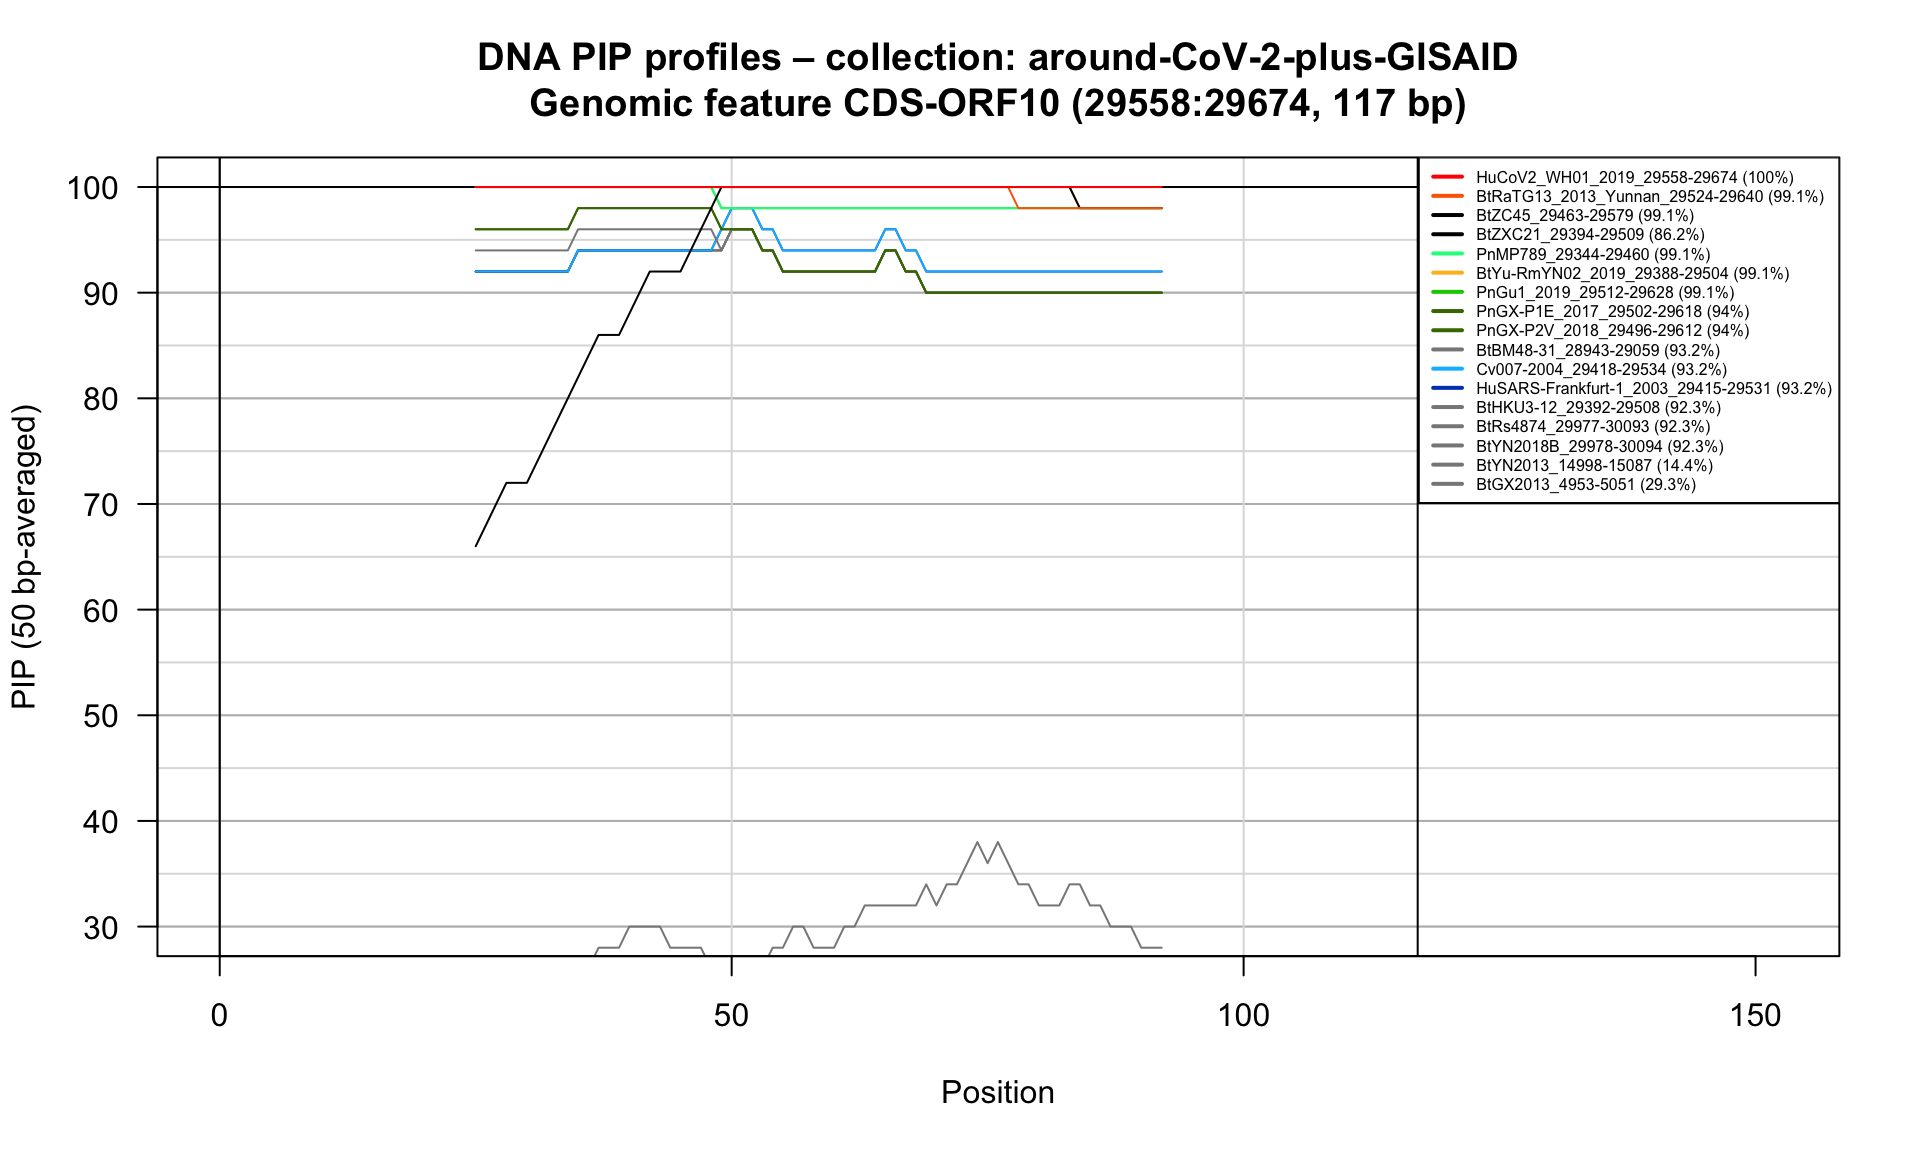 DNA PIP profiles – collection: around-CoV-2-plus-GISAID
Genomic feature CDS-ORF10 (29558:29674, 117 bp)
PIP (50 bp-averaged)
100
90
80
70
60
50
40
30
HuCoV2_WH01_2019_29558-29674 (100%)
BtRaTG13_2013_Yunnan_29524-29640 (99.1%)
BtZC45_29463-29579 (99.1%)
BtZXC21_29394-29509 (86.2%)
PnMP789_29344-29460 (99.1%)
BtYu-RmYN02_2019_29388-29504 (99.1%)
PnGu1_2019_29512-29628 (99.1%)
PnGX-P1E_2017_29502-29618 (94%)
PnGX-P2V_2018_29496-29612 (94%)
BtBM48-31_28943-29059 (93.2%)
Cv007-2004_29418-29534 (93.2%)
HuSARS-Frankfurt-1_2003_29415-29531 (93.2%)
BtHKU3-12_29392-29508 (92.3%)
BtRs4874_29977-30093 (92.3%)
BtYN2018B_29978-30094 (92.3%)
BtYN2013_14998-15087 (14.4%)
BtGX2013_4953-5051 (29.3%)
0 50 100 150
Position